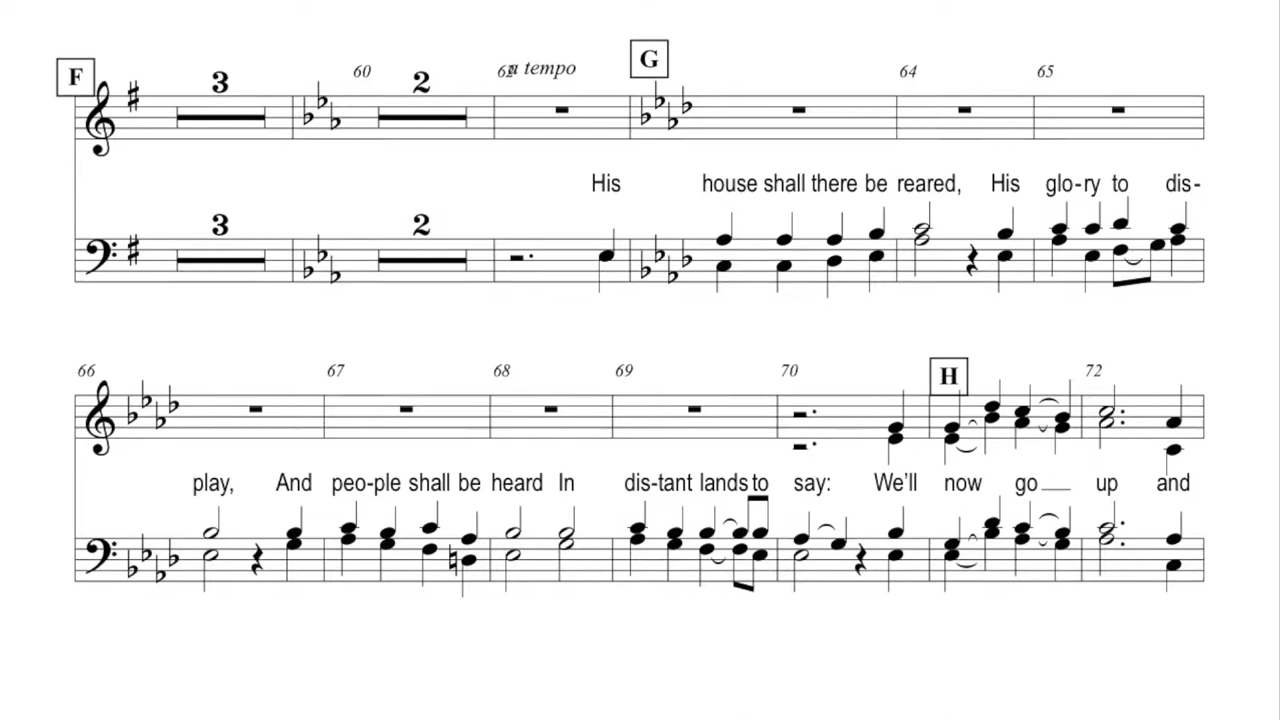 F 3 60 2 62 a tempo G 64 65
His house shall there be reared, His glo-ry to dis-
3 2
66 67 68 69 70 H 72
play, And peo-ple shall be heard In dis-tant lands to say: We'll now go__ up and